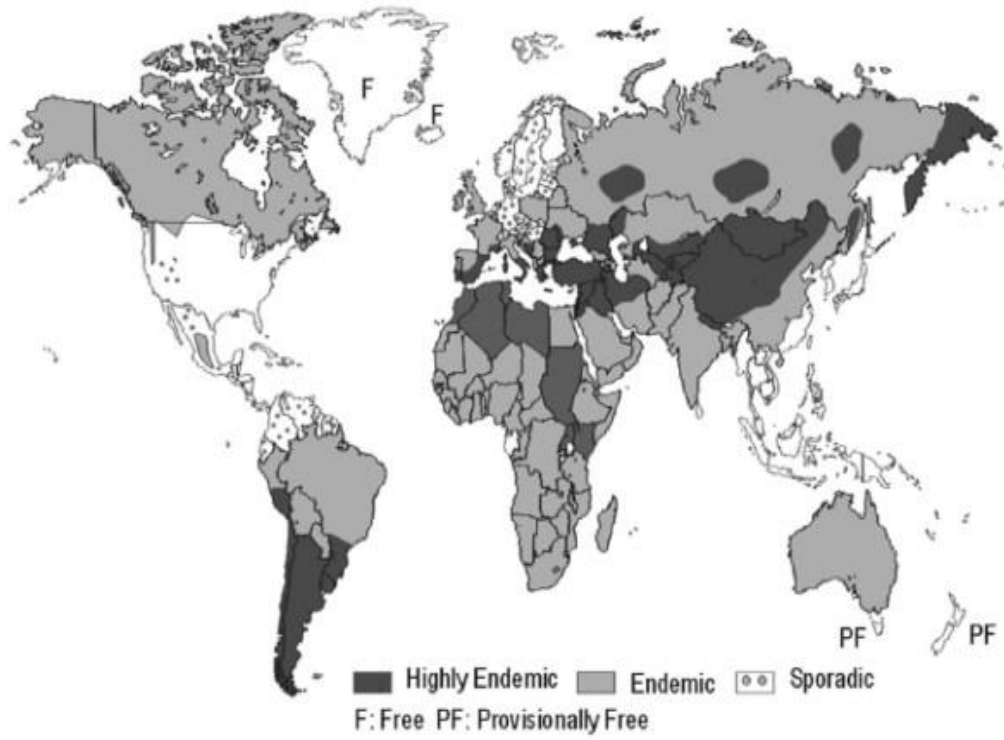 F
F
PF
PF
Highly Endemic Endemic Sporadic
F: Free PF: Provisionally Free